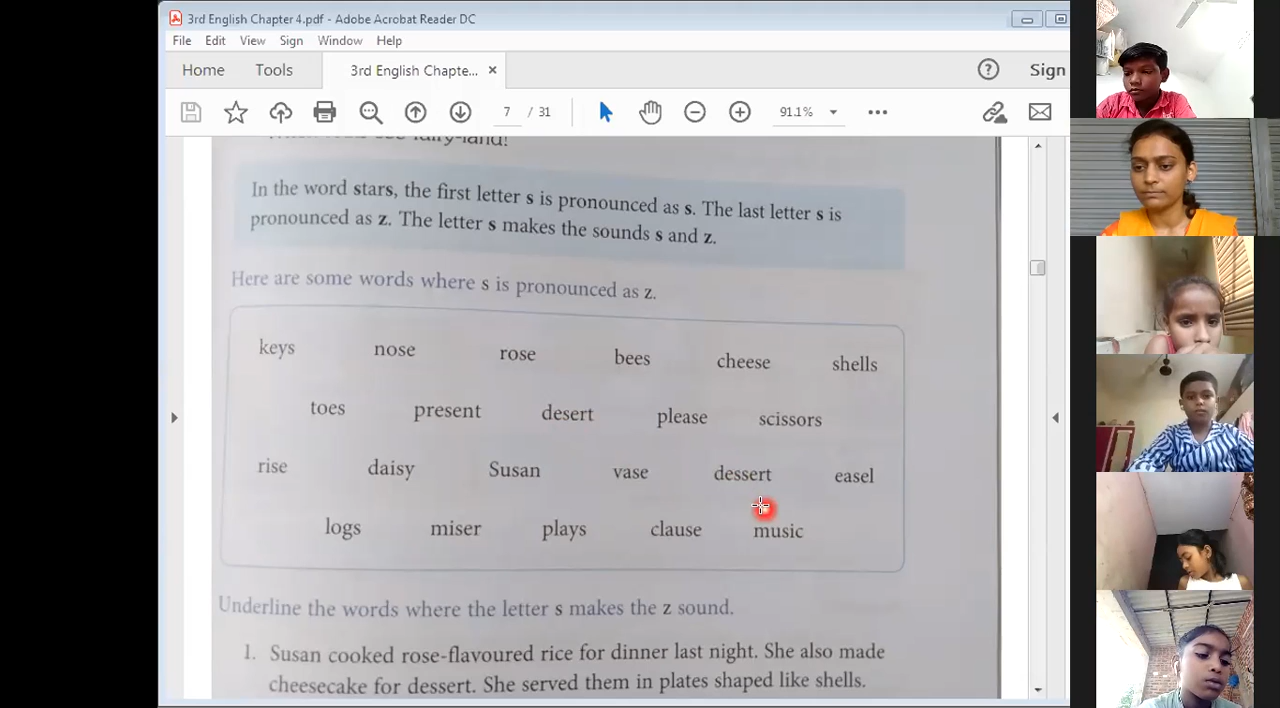 3rd English Chapter 4.pdf - Adobe Acrobat Reader DC
File Edit View Sign Window Help
Home Tools 3rd English Chapte... × Sign
7 / 31 91.1%
In the word stars, the first letter s is pronounced as s. The last letter s is
pronounced as z. The letter s makes the sounds s and z.
Here are some words where s is pronounced as z.
keys nose rose bees cheese shells
toes present desert please scissors
rise daisy Susan vase dessert easel
logs miser plays clause music
Underline the words where the letter s makes the z sound.
1. Susan cooked rose-flavoured rice for dinner last night. She also made
cheesecake for dessert. She served them in plates shaped like shells.